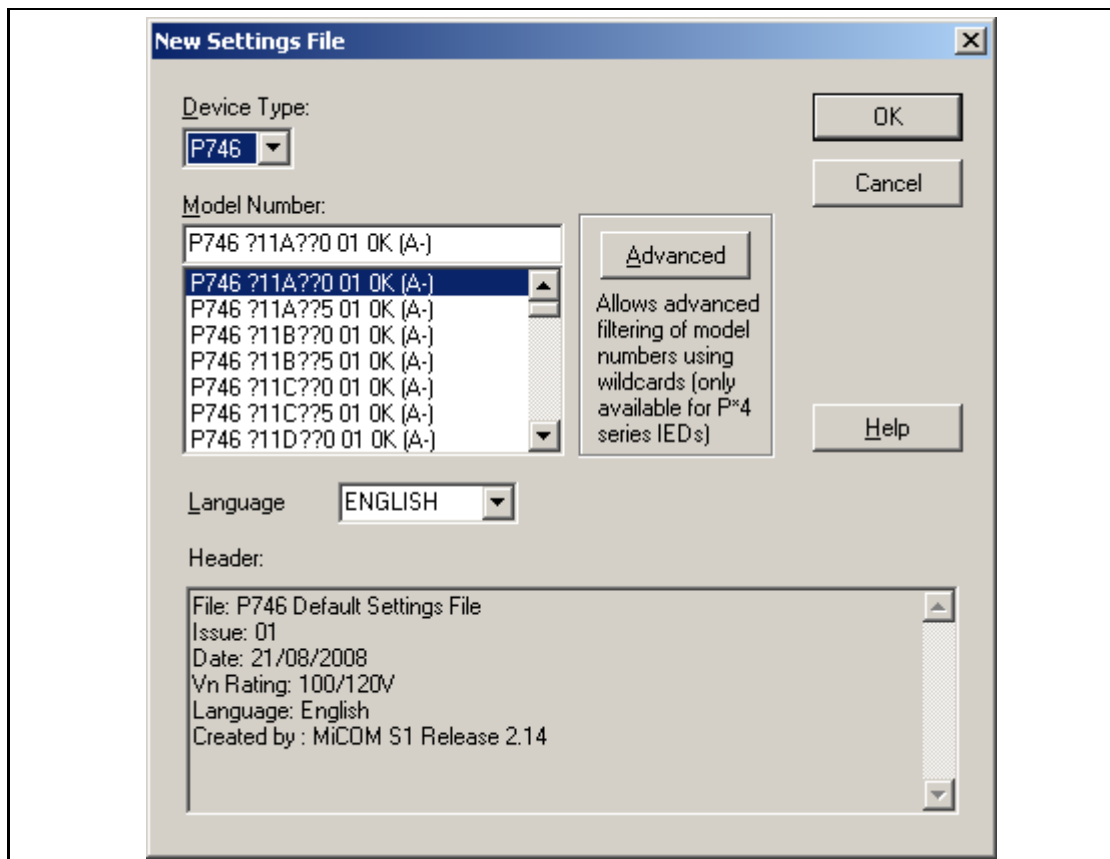 New Settings File
Device Type:
P746
Model Number:
P746 ?11A??0 01 0K (A-)
P746 ?11A??0 01 0K (A-)
P746 ?11A??5 01 0K (A-)
P746 ?11B??0 01 0K (A-)
P746 ?11B??5 01 0K (A-)
P746 ?11C??0 01 0K (A-)
P746 ?11C??5 01 0K (A-)
P746 ?11D??0 01 0K (A-)
Advanced
Allows advanced
filtering of model
numbers using
wildcards (only
available for P*4
series IEDs)
OK
Cancel
Help
Language
ENGLISH
Header:
File: P746 Default Settings File
Issue: 01
Date: 21/08/2008
Vn Rating: 100/120V
Language: English
Created by : MiCOM S1 Release 2.14